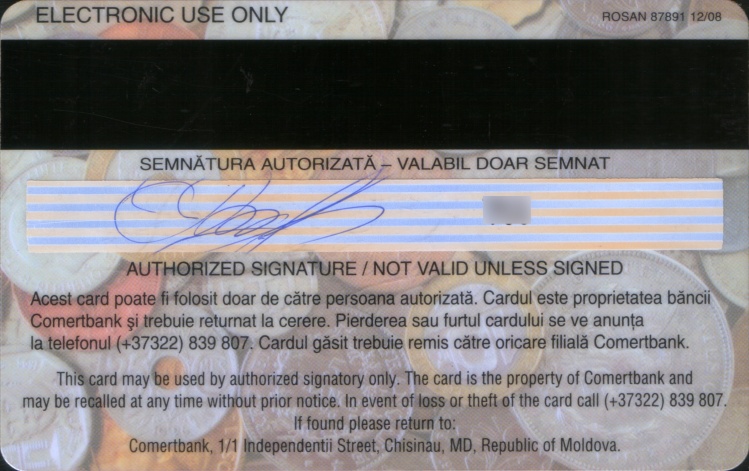 ELECTRONIC USE ONLY
ROSAN 87891 12/08
SEMNĂTURA AUTORIZATĂ – VALABIL DOAR SEMNAT
AUTHORIZED SIGNATURE / NOT VALID UNLESS SIGNED
Acest card poate fi folosit doar de către persoana autorizată. Cardul este proprietatea băncii
Comertbank şi trebuie returnat la cerere. Pierderea sau furtul cardului se va anunţa
la telefonul (+37322) 839 807. Cardul găsit trebuie remis către oricare filială Comertbank.
This card may be used by authorized signatory only. The card is the property of Comertbank and
may be recalled at any time without prior notice. In event of loss or theft of the card call (+37322) 839 807.
If found please return to:
Comertbank, 1/1 Independentii Street, Chisinau, MD, Republic of Moldova.